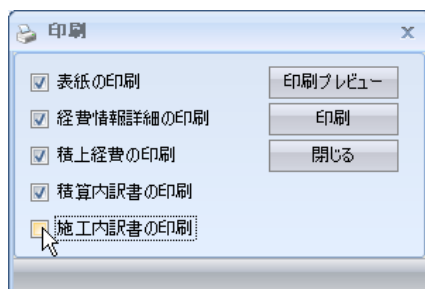 印刷
表紙の印刷
印刷プレビュー
経費情報詳細の印刷
印刷
積上経費の印刷
閉じる
積算内訳書の印刷
施工内訳書の印刷